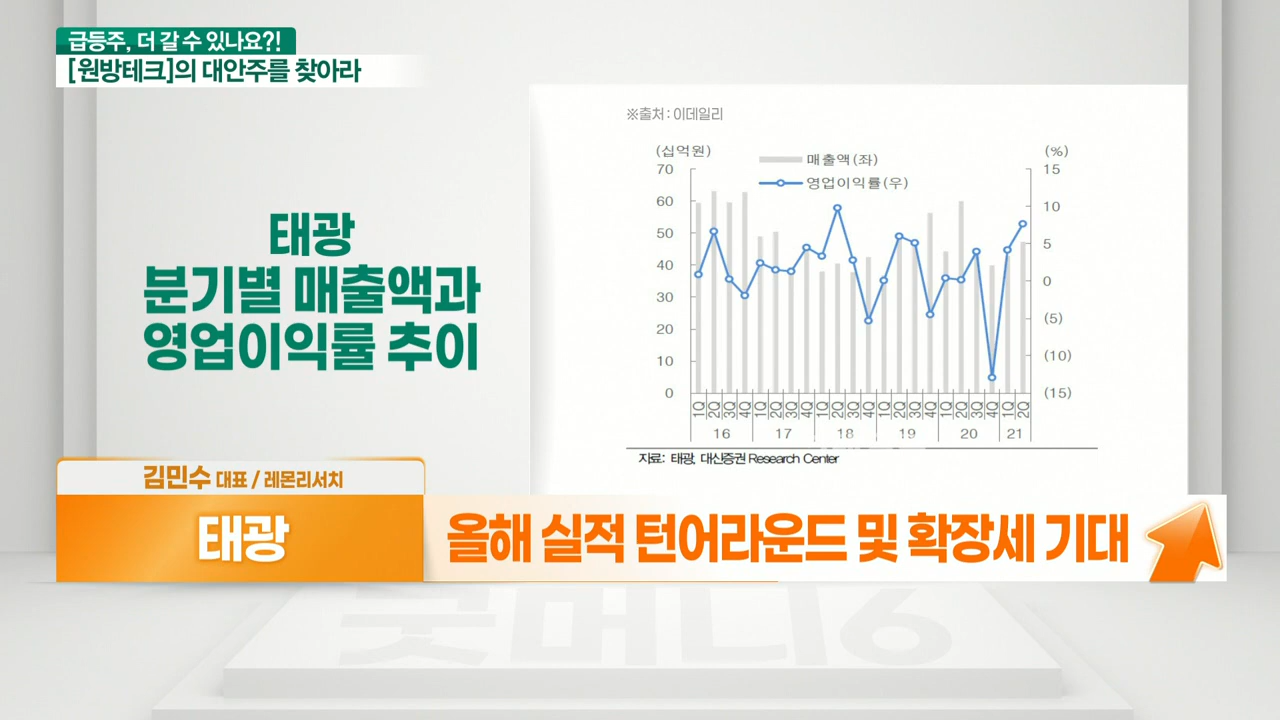 급등주, 더 갈 수 있나요?!
[원방테크]의 대안주를 찾아라
※출처 : 이데일리
태광
분기별 매출액과
영업이익률 추이
(십억원) (%)
매출액(좌)
영업이익률(우)
70 15
60 10
50 5
40 0
30 (5)
20 (10)
10
0 (15)
1Q 2Q 3Q 4Q 1Q 2Q 3Q 4Q 1Q 2Q 3Q 4Q 1Q 2Q 3Q 4Q 1Q 2Q 3Q 4Q 1Q 2Q
16 17 18 19 20 21
자료: 태광, 대신증권 Research Center
김민수 대표 / 레몬리서치
태광
올해 실적 턴어라운드 및 확장세 기대
굿머니6